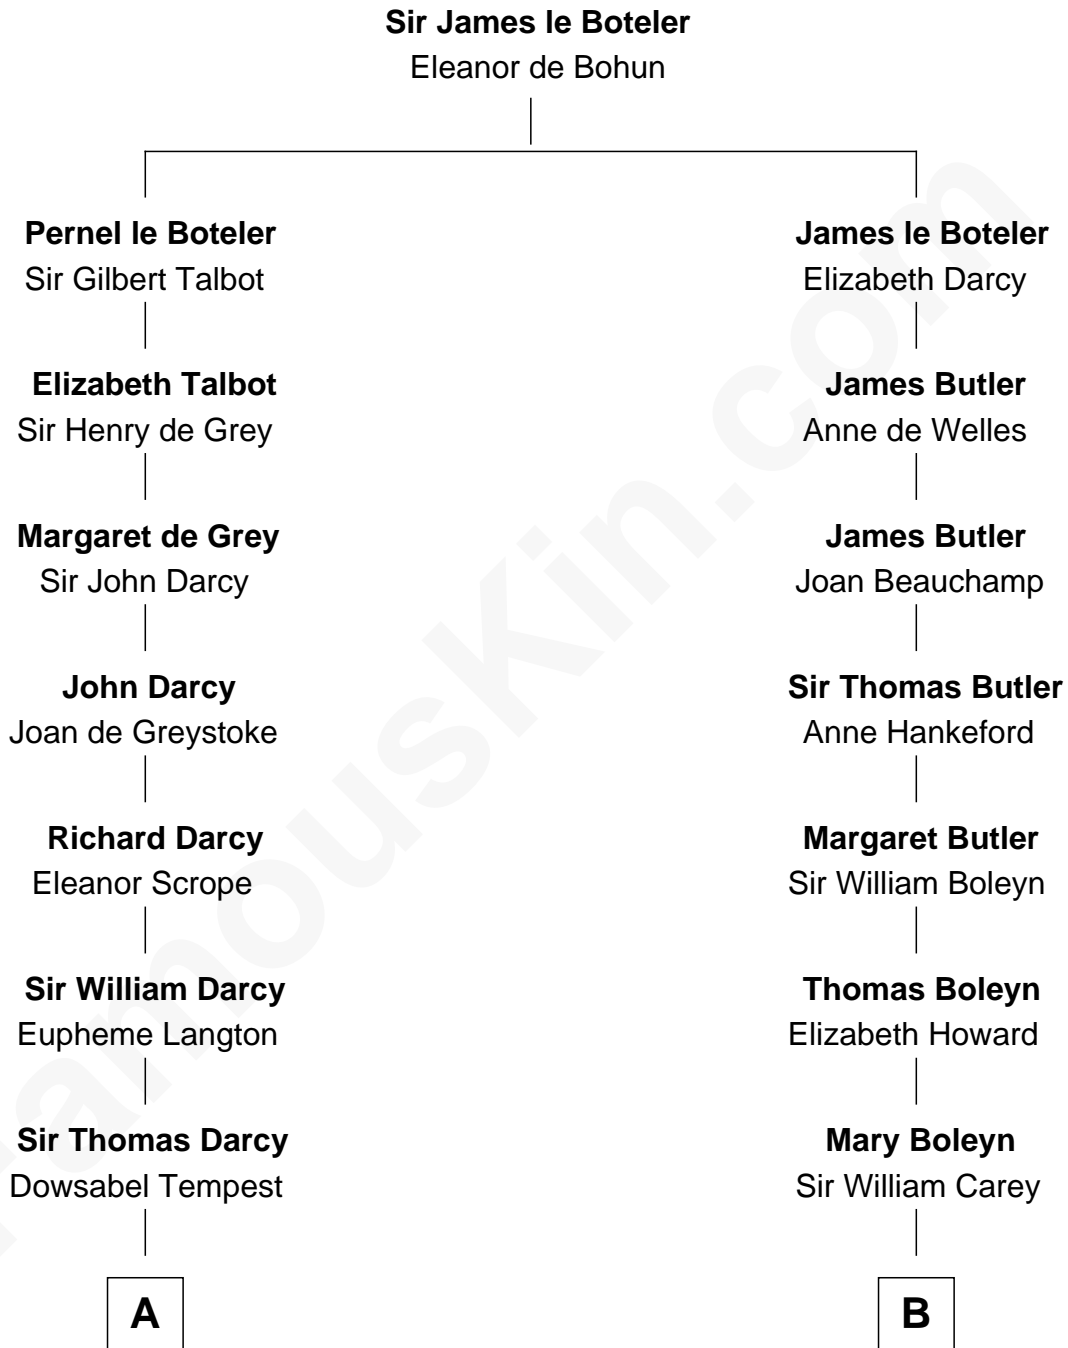 Sir James le Boteler
Eleanor de Bohun
Pernel le Boteler
Sir Gilbert Talbot
James le Boteler
Elizabeth Darcy
Elizabeth Talbot
Sir Henry de Grey
James Butler
Anne de Welles
Margaret de Grey
Sir John Darcy
James Butler
Joan Beauchamp
John Darcy
Joan de Greystoke
Sir Thomas Butler
Anne Hankeford
Richard Darcy
Eleanor Scrope
Margaret Butler
Sir William Boleyn
Sir William Darcy
Eupheme Langton
Thomas Boleyn
Elizabeth Howard
Sir Thomas Darcy
Dowsabel Tempest
Mary Boleyn
Sir William Carey
A
B
FamousKin.com